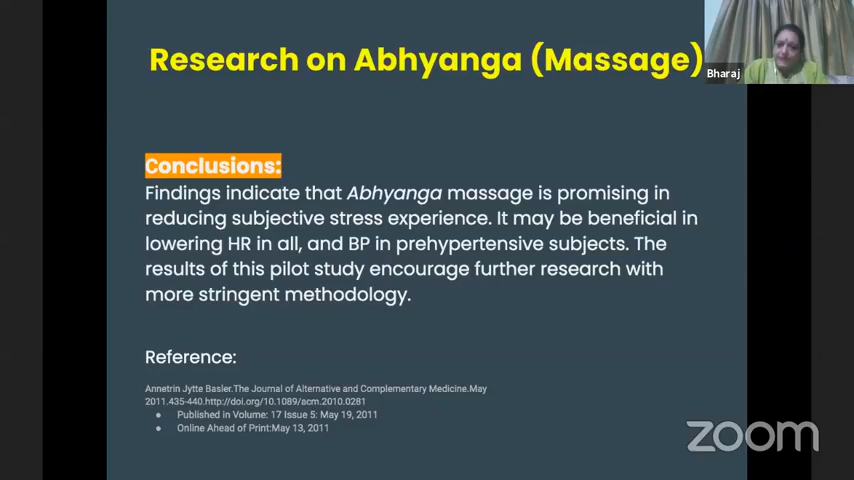 Research on Abhyanga (Massage)
Bharaj
Conclusions:
Findings indicate that Abhyanga massage is promising in
reducing subjective stress experience. It may be beneficial in
lowering HR in all, and BP in prehypertensive subjects. The
results of this pilot study encourage further research with
more stringent methodology.
Reference:
Annetrin Jytte Basler.The Journal of Alternative and Complementary Medicine.May
2011.435-440.http://doi.org/10.1089/acm.2010.0281
● Published in Volume: 17 Issue 5: May 19, 2011
● Online Ahead of Print:May 13, 2011
zoom